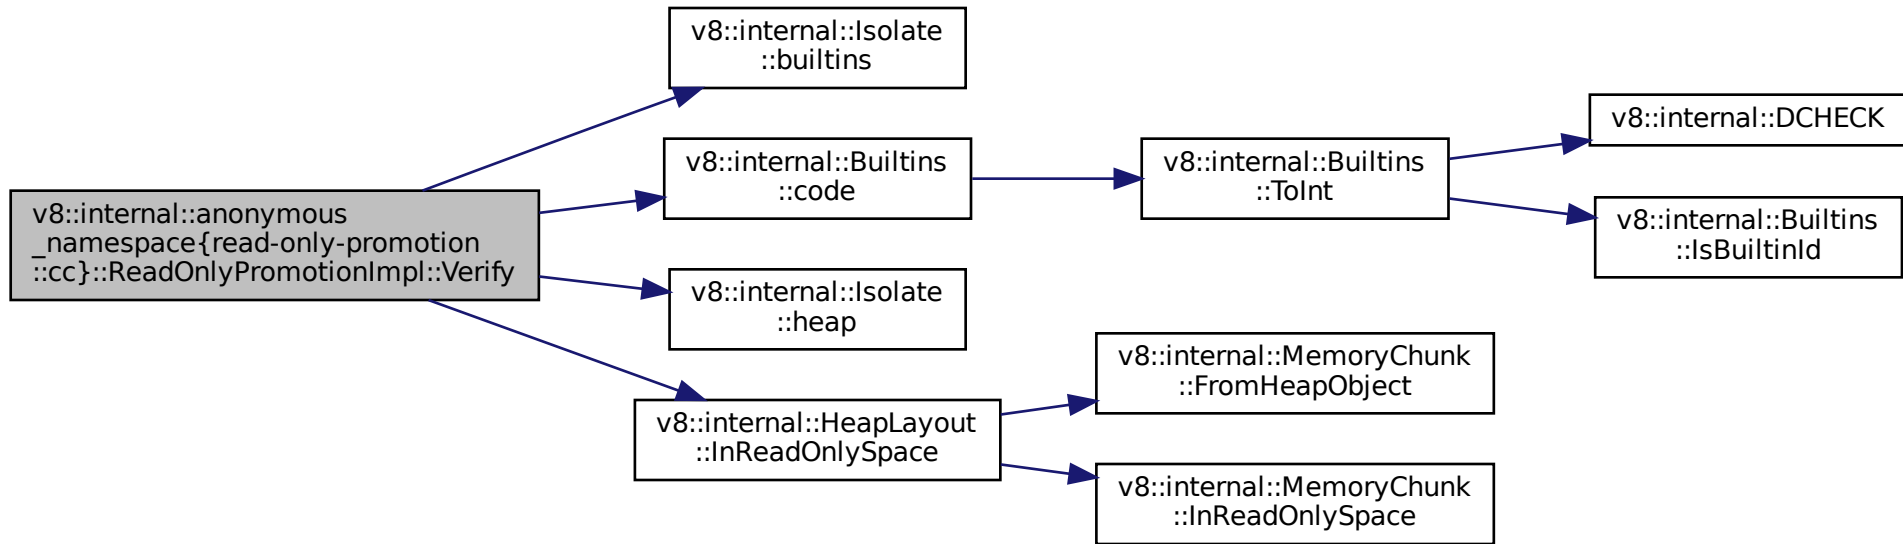 v8::internal::Isolate
::builtins
v8::internal::DCHECK
v8::internal::Builtins
::code
v8::internal::Builtins
::ToInt
v8::internal::anonymous
_namespace{read-only-promotion
::cc}::ReadOnlyPromotionImpl::Verify
v8::internal::Builtins
::IsBuiltinId
v8::internal::Isolate
::heap
v8::internal::MemoryChunk
::FromHeapObject
v8::internal::HeapLayout
::InReadOnlySpace
v8::internal::MemoryChunk
::InReadOnlySpace